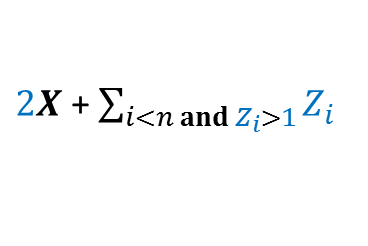 2X + ∑i<n and Zi>1 Zi